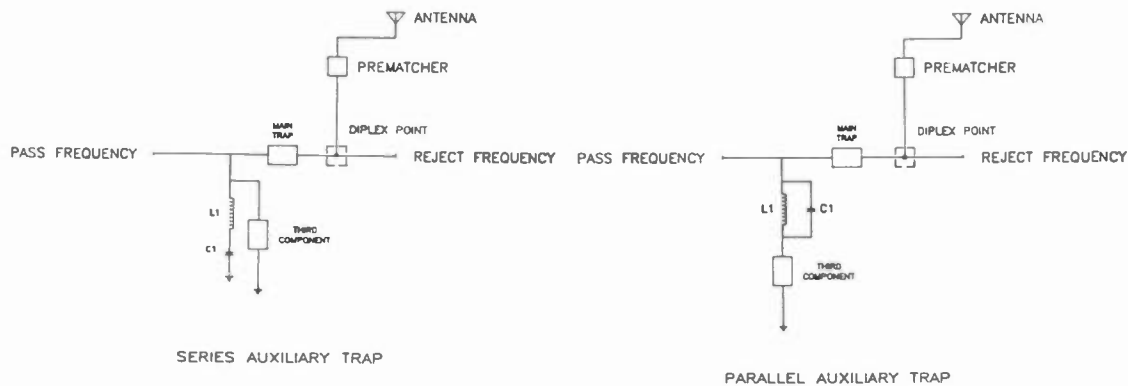 ANTENNA
PREMATCHER
MAIN
TRAP
DIPLEX POINT
PASS FREQUENCY
REJECT FREQUENCY
L1
C1
THIRD
COMPONENT
SERIES AUXILIARY TRAP
ANTENNA
PREMATCHER
MAIN
TRAP
DIPLEX POINT
PASS FREQUENCY
REJECT FREQUENCY
L1
C1
THIRD
COMPONENT
PARALLEL AUXILIARY TRAP